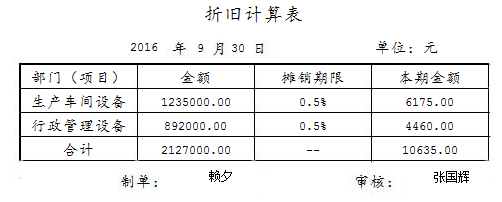 折旧计算表
2016 年 9 月 30 日 单位：元
部门（项目） 金额 摊销期限 本期金额
生产车间设备 1235000.00 0.5% 6175.00
行政管理设备 892000.00 0.5% 4460.00
合计 2127000.00 -- 10635.00
制单： 赖夕 审核： 张国辉